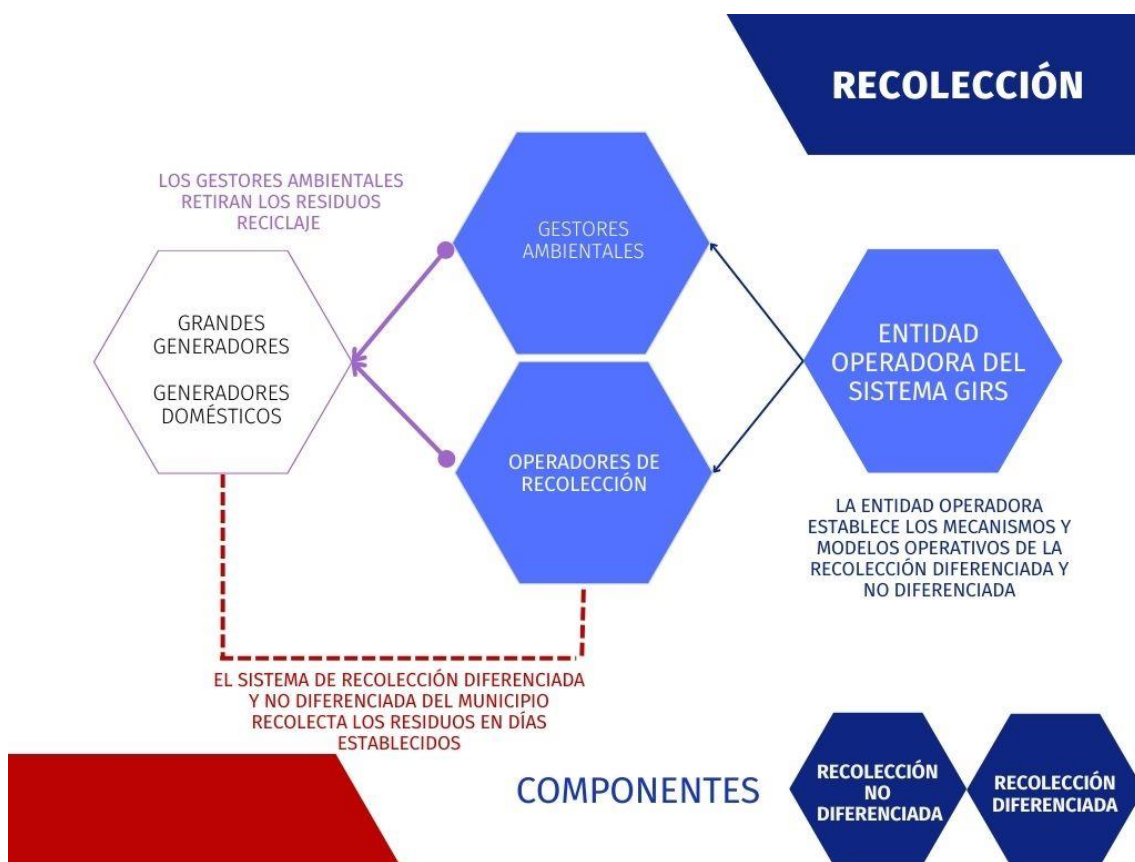 RECOLECCIÓN
LOS GESTORES AMBIENTALES
RETIRAN LOS RESIDUOS
RECICLAJE
GESTORES
AMBIENTALES
GRANDES
GENERADORES
GENERADORES
DOMÉSTICOS
ENTIDAD
OPERADORA DEL
SISTEMA GIRS
OPERADORES DE
RECOLECCIÓN
LA ENTIDAD OPERADORA
ESTABLECE LOS MECANISMOS Y
MODELOS OPERATIVOS DE LA
RECOLECCIÓN DIFERENCIADA Y
NO DIFERENCIADA
EL SISTEMA DE RECOLECCIÓN DIFERENCIADA
Y NO DIFERENCIADA DEL MUNICIPIO
RECOLECTA LOS RESIDUOS EN DÍAS
ESTABLECIDOS
COMPONENTES
RECOLECCIÓN
NO
DIFERENCIADA
RECOLECCIÓN
DIFERENCIADA